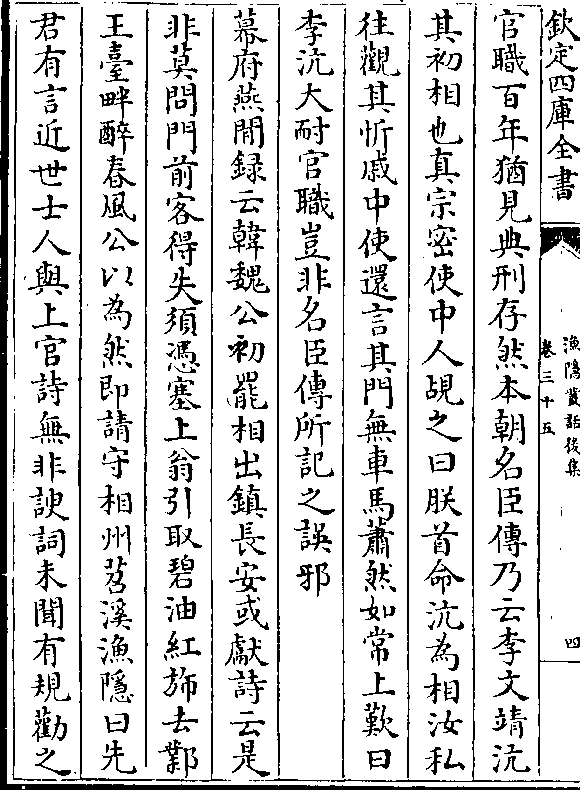 欽定四庫全書
漁隱叢話後集
卷三十五
四
官職百年猶見典刑存然本朝名臣傳乃云李文靖沆
其初相也真宗密使中人覘之曰朕首命沆為相汝私
往觀其忻戚中使還言其門無車馬蕭然如常上歎曰
李沆大耐官職豈非名臣傳所記之誤邪
幕府燕閒録云韓魏公初罷相出鎮長安或獻詩云是
非莫問門前客得失須憑塞上翁引取碧油紅旆去鄴
王臺畔醉春風公以為然即請守相州苕溪漁隱曰先
君有言近世士人與上官詩無非諛詞未聞有規勸之